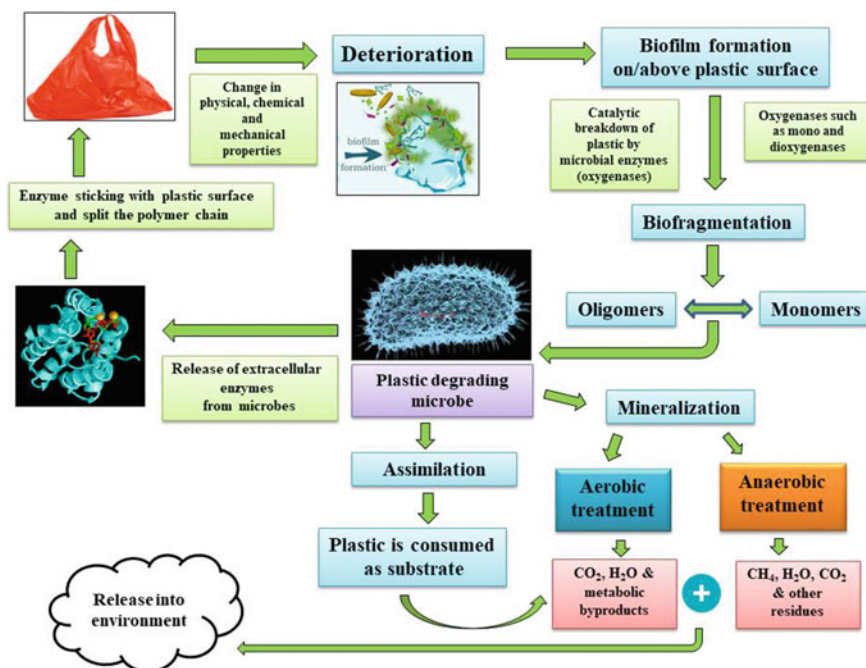 Deterioration
Biofilm formation
on/above plastic surface
Change in
physical, chemical
and
mechanical
properties
biofilm
formation
Catalytic
breakdown of
plastic by
microbial enzymes
(oxygenases)
Oxygenases such
as mono and
dioxygenases
Enzyme sticking with plastic surface
and split the polymer chain
Biofragmentation
Oligomers
Monomers
Release of extracellular
enzymes
from microbes
Plastic degrading
microbe
Mineralization
Assimilation
Aerobic
treatment
Anaerobic
treatment
Plastic is consumed
as substrate
CO₂, H₂O &
metabolic
byproducts
+
CH₄, H₂O, CO₂
& other
residues
Release into
environment